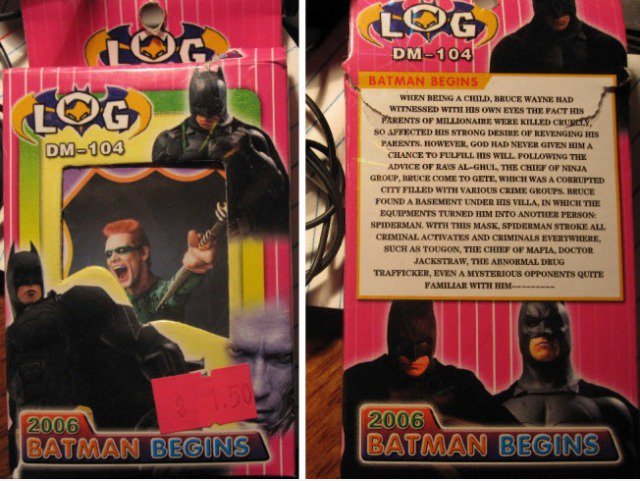 LOG
LOG
DM-104
2006
BATMAN BEGINS
$ 1.50
LOG
DM-104
BATMAN BEGINS
WHEN BEING A CHILD, BRUCE WAYNE HAD
WITNESSED WITH HIS OWN EYES THE FACT HIS
PARENTS OF MILLIONAIRE WERE KILLED CRUELLY,
SO AFFECTED HIS STRONG DESIRE OF REVENGING HIS
PARENTS. HOWEVER, GOD HAD NEVER GIVEN HIM A
CHANCE TO FULFILL HIS WILL. FOLLOWING THE
ADVICE OF RA'S AL-GHUL, THE CHIEF OF NINJA
GROUP, BRUCE COME TO GETE, WHICH WAS A CORRUPTED
CITY FILLED WITH VARIOUS CRIME GROUPS. BRUCE
FOUND A BASEMENT UNDER HIS VILLA, IN WHICH THE
EQUIPMENTS TURNED HIM INTO ANOTHER PERSON:
SPIDERMAN. WITH THIS MASK, SPIDERMAN STROKE ALL
CRIMINAL ACTIVATES AND CRIMINALS EVERYWHERE,
SUCH AS TOUGON, THE CHIEF OF MAFIA, DOCTOR
JACKSTRAW, THE ABNORMAL DRUG
TRAFFICKER, EVEN A MYSTERIOUS OPPONENTS QUITE
FAMILIAR WITH HIM------
2006
BATMAN BEGINS